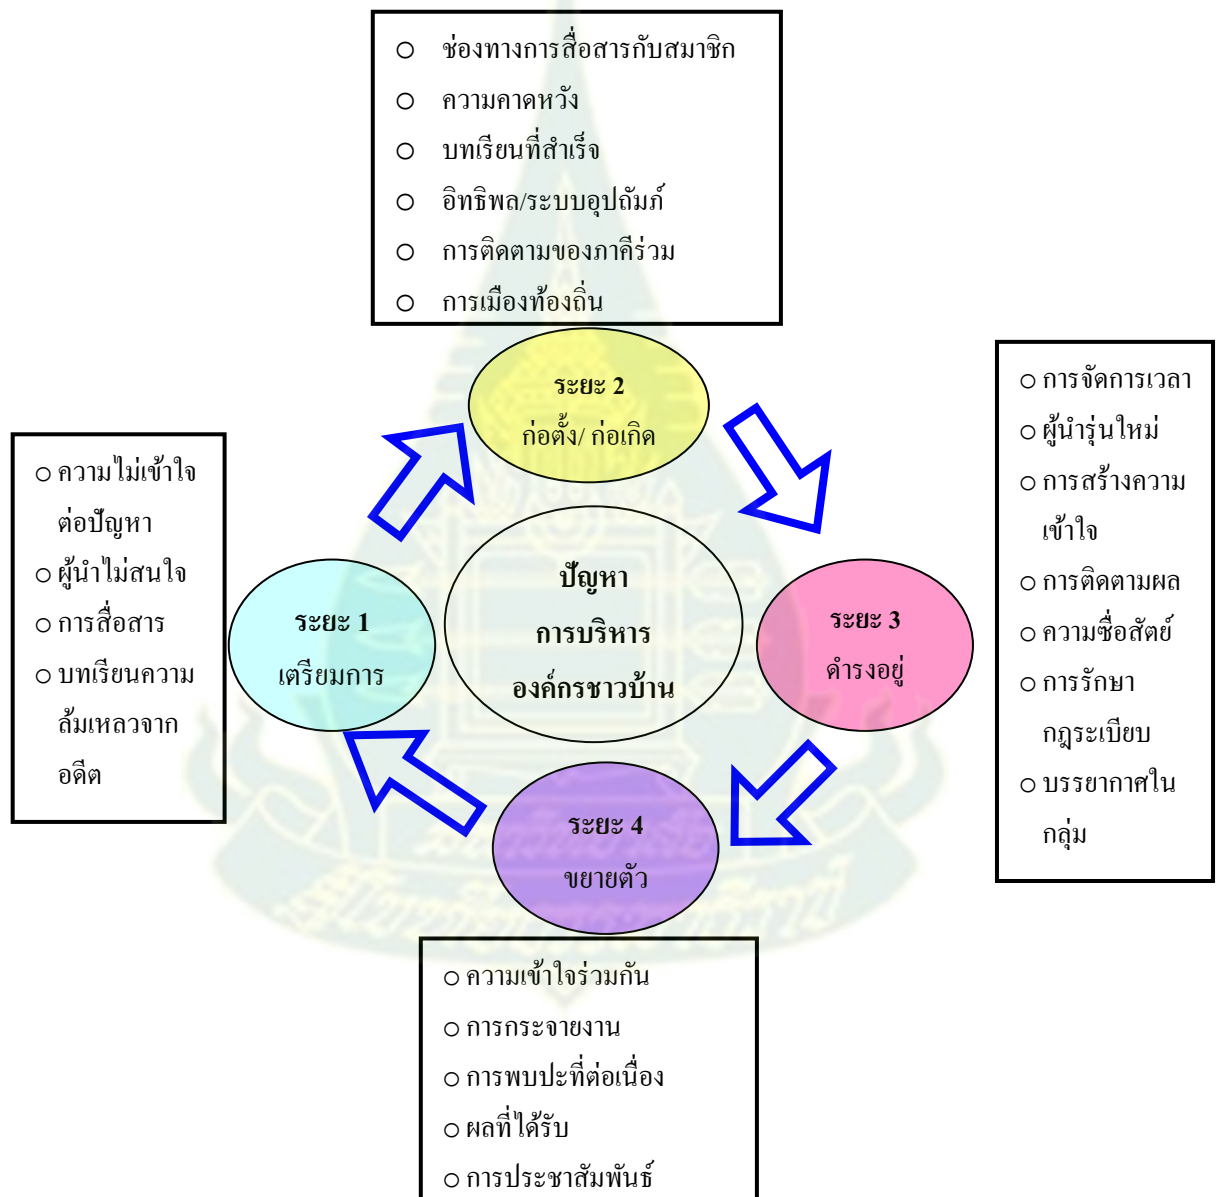 ○ ช่องทางการสื่อสารกับสมาชิก
○ ความคาดหวัง
○ บทเรียนที่สำเร็จ
○ อิทธิพล/ระบบอุปถัมภ์
○ การติดตามของภาคีร่วม
○ การเมืองท้องถิ่น
ระยะ 2
ก่อตั้ง/ ก่อเกิด
○ ความไม่เข้าใจ
ต่อปัญหา
○ ผู้นำไม่สนใจ
○ การสื่อสาร
○ บทเรียนความ
ล้มเหลวจาก
อดีต
ระยะ 1
เตรียมการ
ปัญหา
การบริหาร
องค์กรชาวบ้าน
ระยะ 3
ดำรงอยู่
○ การจัดการเวลา
○ ผู้นำรุ่นใหม่
○ การสร้างความ
เข้าใจ
○ การติดตามผล
○ ความซื่อสัตย์
○ การรักษา
กฎระเบียบ
○ บรรยากาศใน
กลุ่ม
ระยะ 4
ขยายตัว
○ ความเข้าใจร่วมกัน
○ การกระจายงาน
○ การพบปะที่ต่อเนื่อง
○ ผลที่ได้รับ
○ การประชาสัมพันธ์